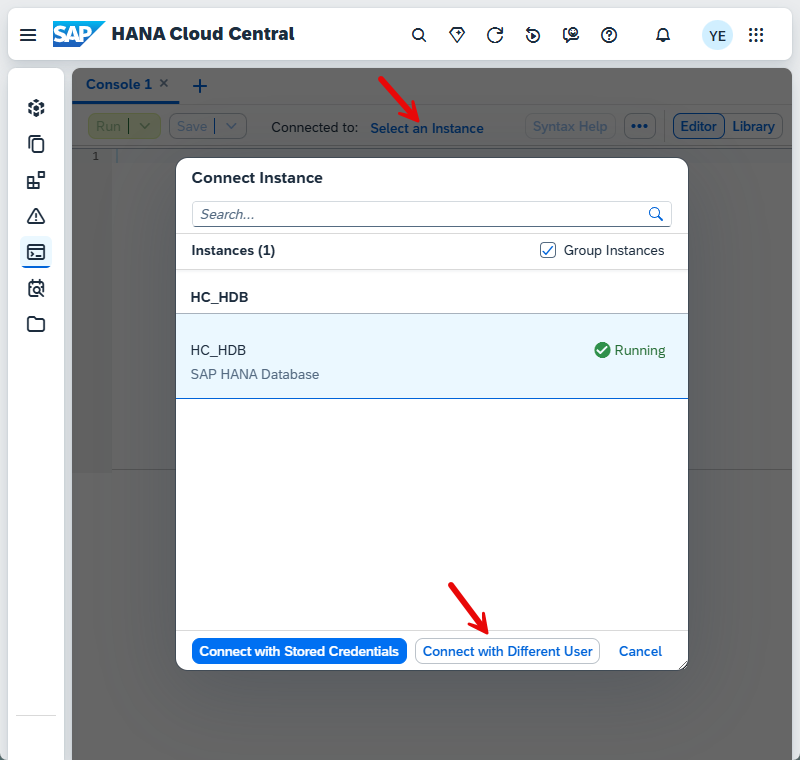 SAP HANA Cloud Central
YE
Console 1
Run Save Connected to: Select an Instance Syntax Help ••• Editor Library
1
Connect Instance
Search...
Instances (1) Group Instances
HC_HDB
HC_HDB Running
SAP HANA Database
Connect with Stored Credentials Connect with Different User Cancel